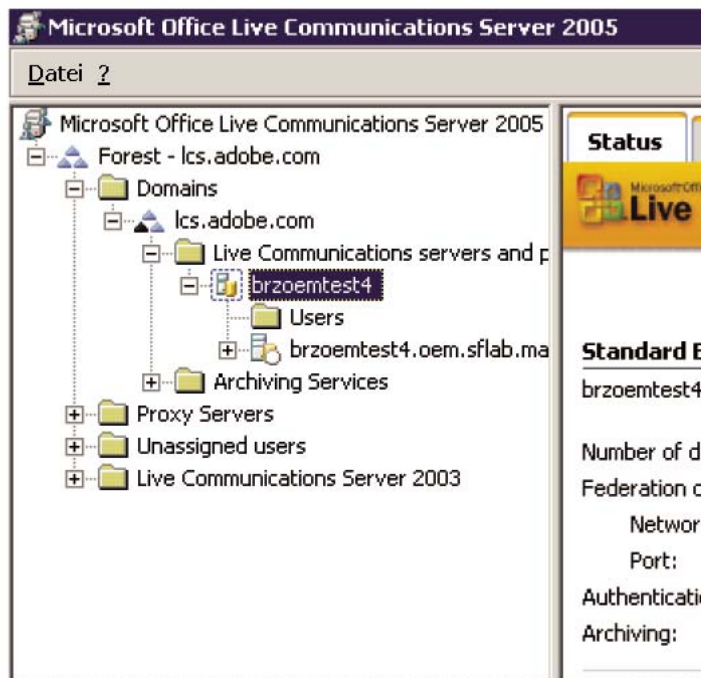 Microsoft Office Live Communications Server 2005
Datei ?
Microsoft Office Live Communications Server 2005
Forest - lcs.adobe.com
Domains
lcs.adobe.com
Live Communications servers and
brzoemtest4
Users
brzoemtest4.oem.sflab.ma
Archiving Services
Proxy Servers
Unassigned users
Live Communications Server 2003
Status
Live
Standard
brzoemtest4
Number of
Federation
Port:
Archiving: